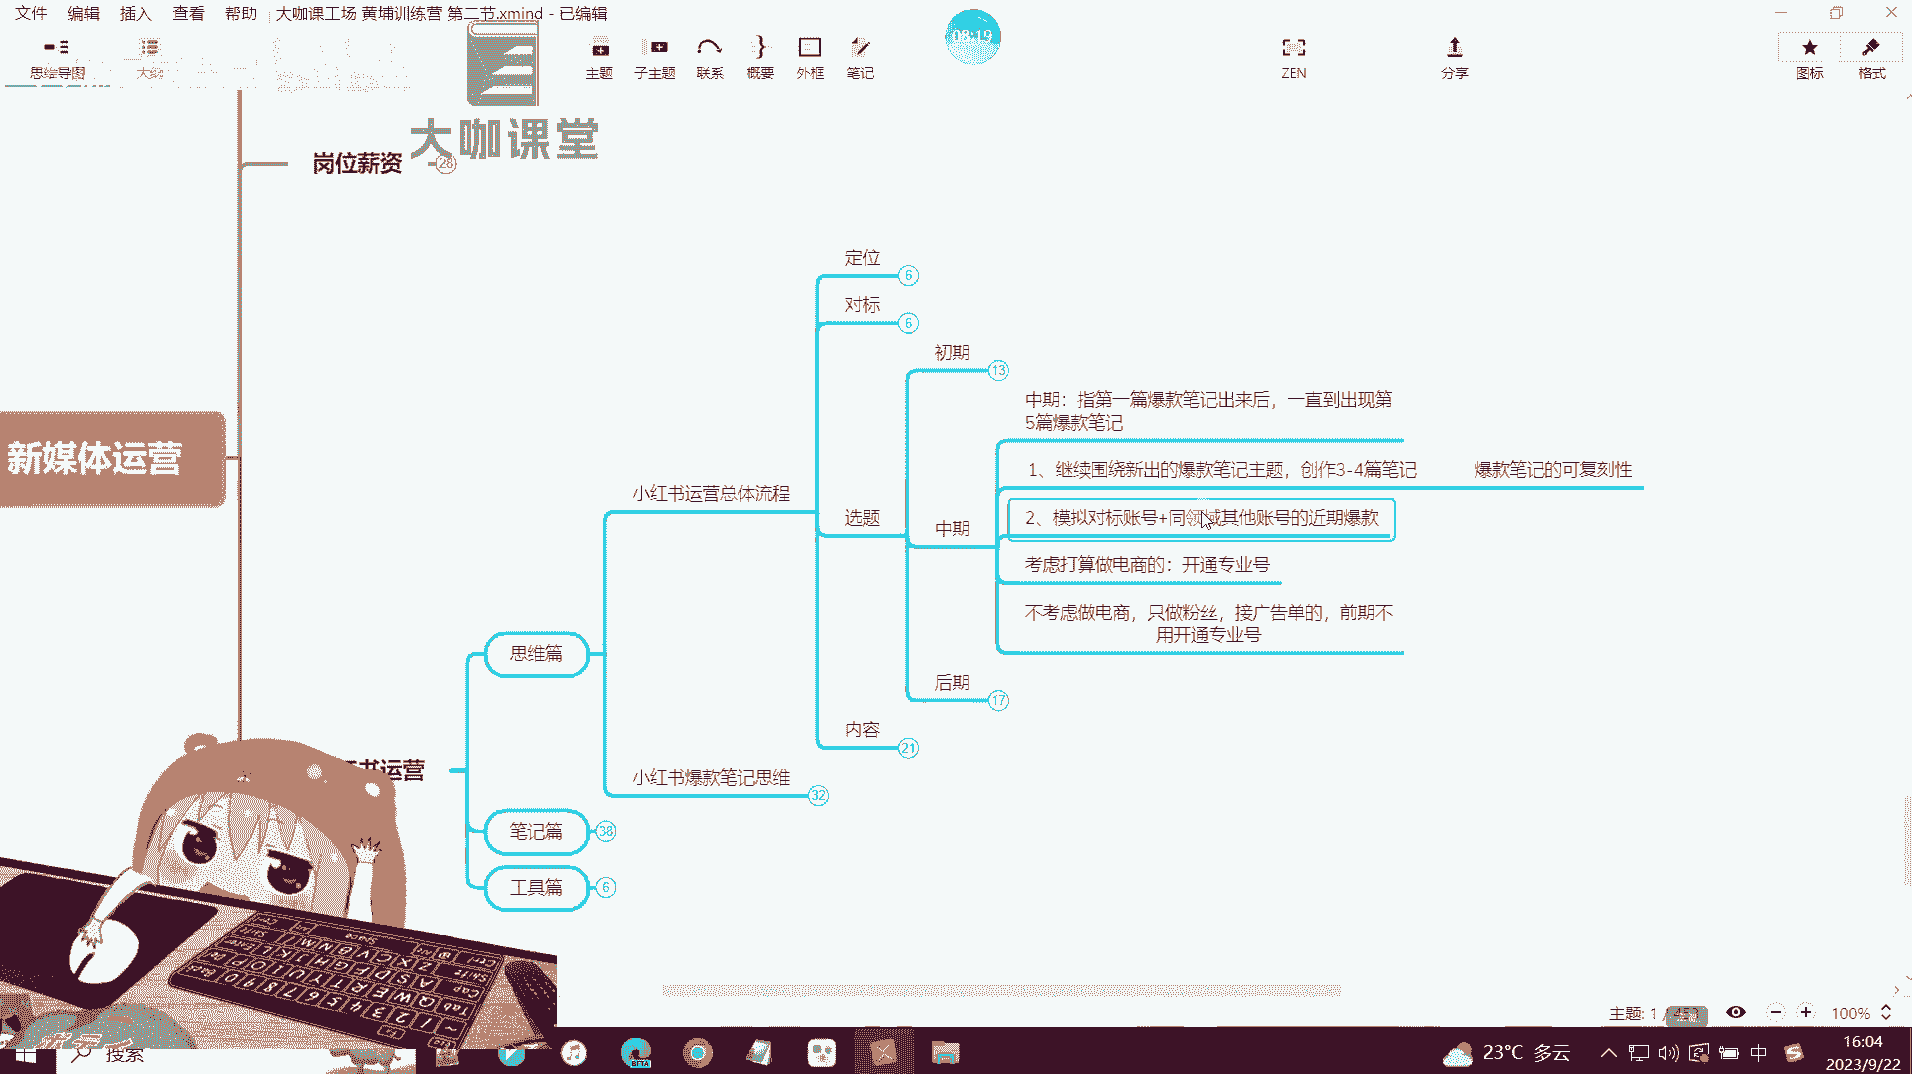 文件 编辑 插入 查看 帮助 大咖课工场 黄埔训练营 第二节.xmind - 已编辑
08:19
思维导图 大纲 主题 子主题 联系 概要 外框 笔记 ZEN 分享 图标 格式
大咖课堂
岗位薪资 28
定位 6
对标 6
初期 13
中期：指第一篇爆款笔记出来后，一直到出现第
5篇爆款笔记
1、继续围绕新出的爆款笔记主题，创作3-4篇笔记 爆款笔记的可复刻性
新媒体运营
小红书运营总体流程
选题
中期
2、模拟对标账号+同领域其他账号的近期爆款
考虑打算做电商的：开通专业号
不考虑做电商，只做粉丝，接广告单的，前期不
用开通专业号
思维篇
后期 17
内容 21
书运营
小红书爆款笔记思维 32
笔记篇 38
工具篇 6
主题: 1 / 453 100%
搜索
BETA
23°C 多云
中
16:04
2023/9/22